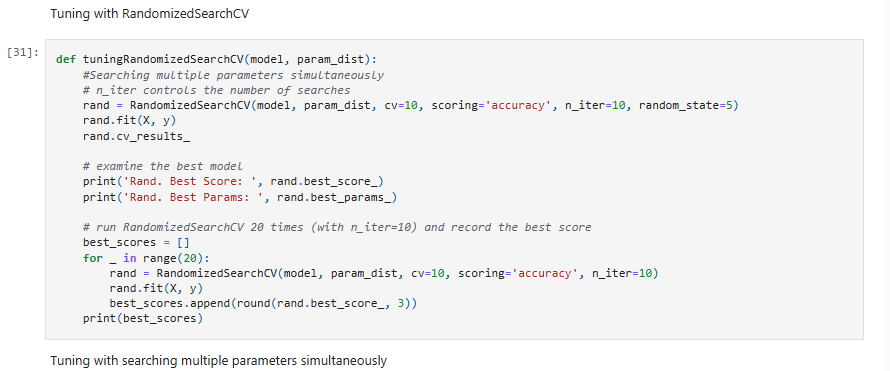 Tuning with RandomizedSearchCV
[31]:
def tuningRandomizedSearchCV(model, param_dist):
    #Searching multiple parameters simultaneously
    # n_iter controls the number of searches
    rand = RandomizedSearchCV(model, param_dist, cv=10, scoring='accuracy', n_iter=10, random_state=5)
    rand.fit(X, y)
    rand.cv_results_
    # examine the best model
    print('Rand. Best Score: ', rand.best_score_)
    print('Rand. Best Params: ', rand.best_params_)
    # run RandomizedSearchCV 20 times (with n_iter=10) and record the best score
    best_scores = []
    for _ in range(20):
        rand = RandomizedSearchCV(model, param_dist, cv=10, scoring='accuracy', n_iter=10)
        rand.fit(X, y)
        best_scores.append(round(rand.best_score_, 3))
    print(best_scores)
Tuning with searching multiple parameters simultaneously